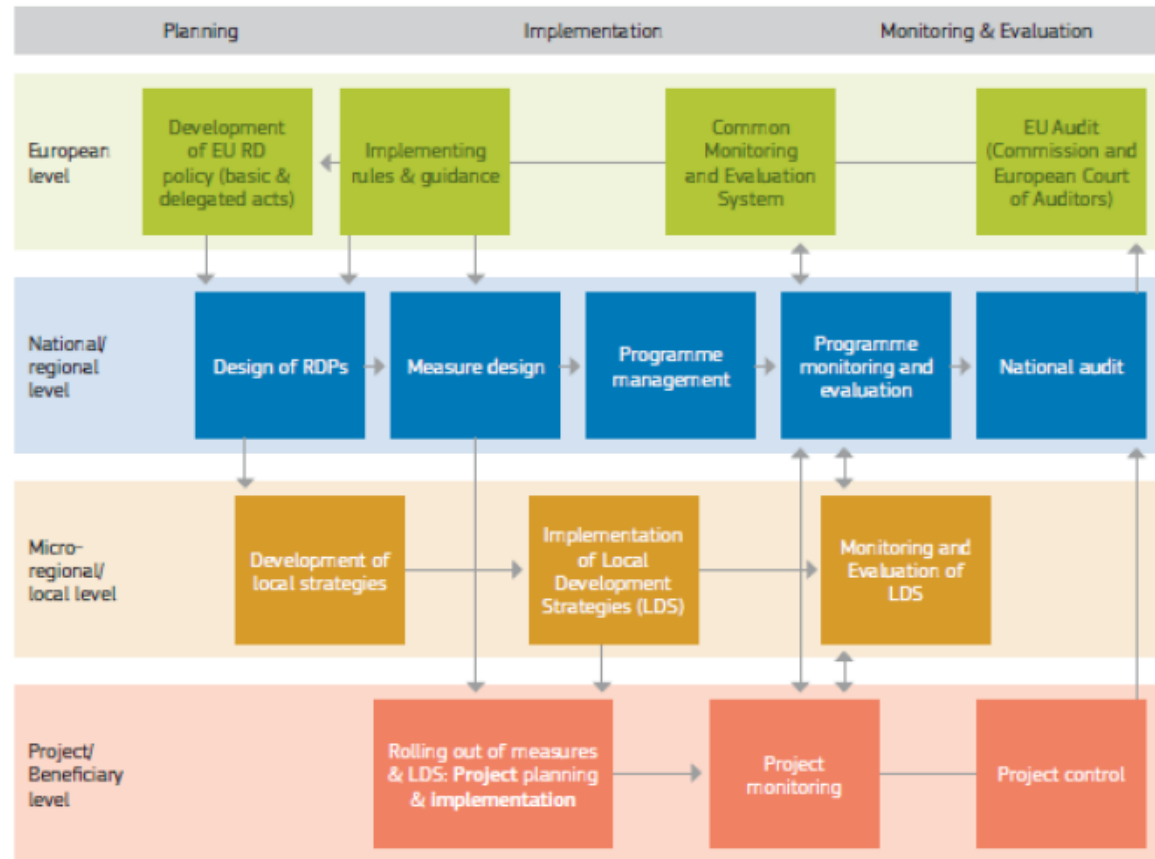 Planning
Implementation
Monitoring & Evaluation
European
level
Development
of EU RD
policy (basic &
delegated acts)
Implementing
rules & guidance
Common
Monitoring
and Evaluation
System
EU Audit
(Commission and
European Court
of Auditors)
National/
regional
level
Design of RDPs
Measure design
Programme
management
Programme
monitoring and
evaluation
National audit
Micro-
regional/
local level
Development of
local strategies
Implementation
of Local
Development
Strategies (LDS)
Monitoring and
Evaluation of
LDS
Project/
Beneficiary
level
Rolling out of measures
& LDS: Project planning
& implementation
Project
monitoring
Project control